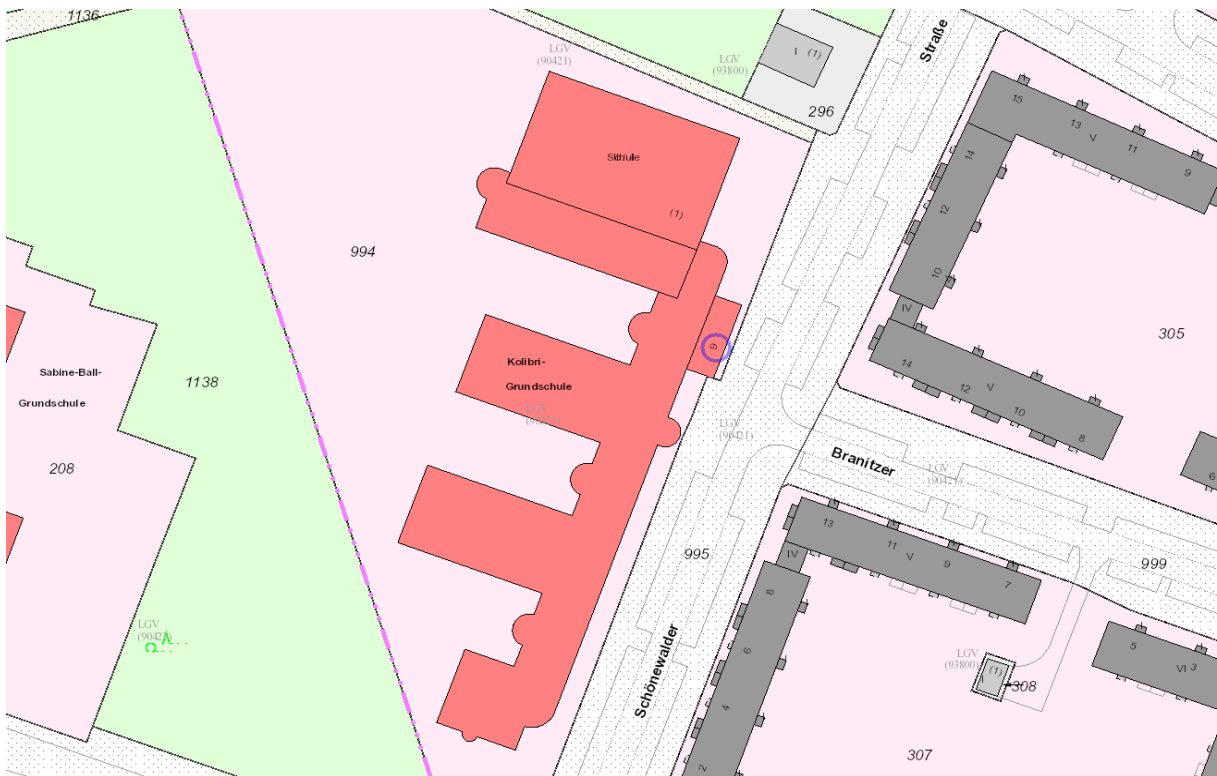 1136
LGV
(90421)
LGV
(93800)
I (1)
296
Straße
15
13
V
11
9
14
12
10
IV
305
14
12
V
10
8
6
(1)
994
9
Kolibri-
Grundschule
Sabine-Ball-
Grundschule
1138
208
LGV
(90421)
Branitzer
LGV
995
999
13
11
V
9
7
IV
8
6
4
2
Schönewalder
LGV
LGV
(93800)
I (1)
308
5
VI
3
307